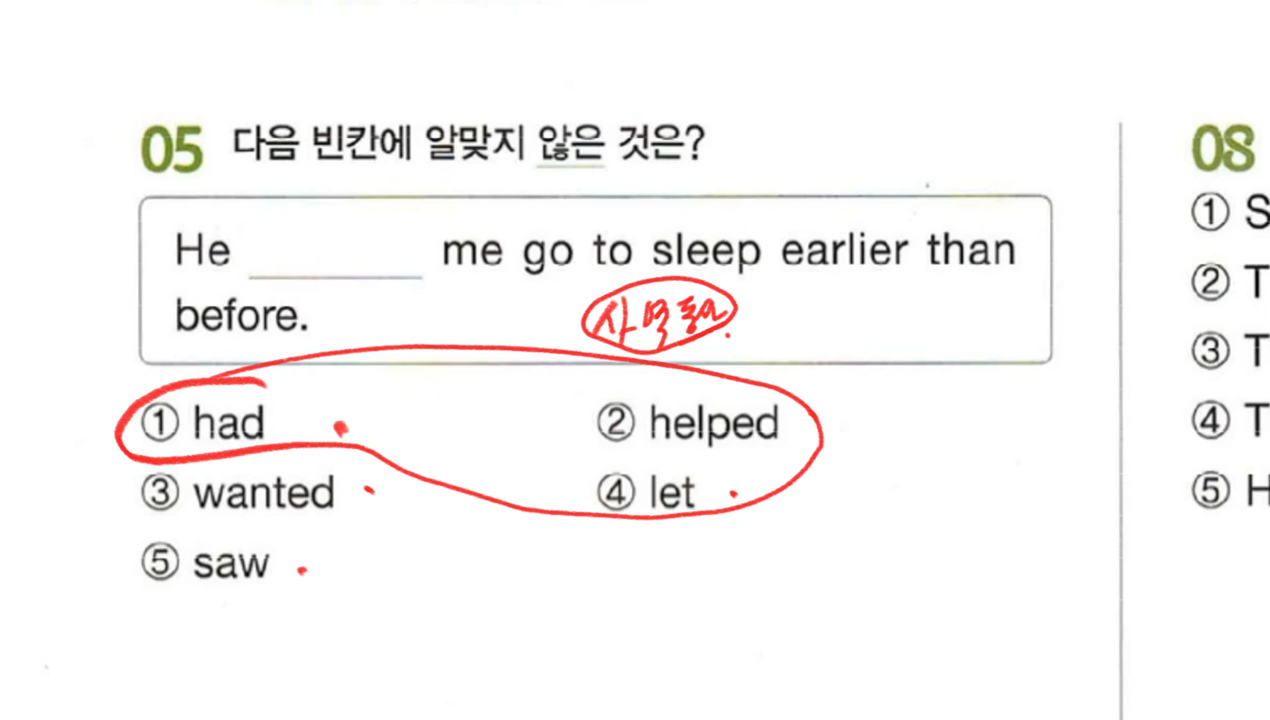 05 다음 빈칸에 알맞지 않은 것은?
He ________ me go to sleep earlier than
before.
사역동사
① had ② helped
③ wanted ④ let
⑤ saw
08
① S
② T
③ T
④ T
⑤ H